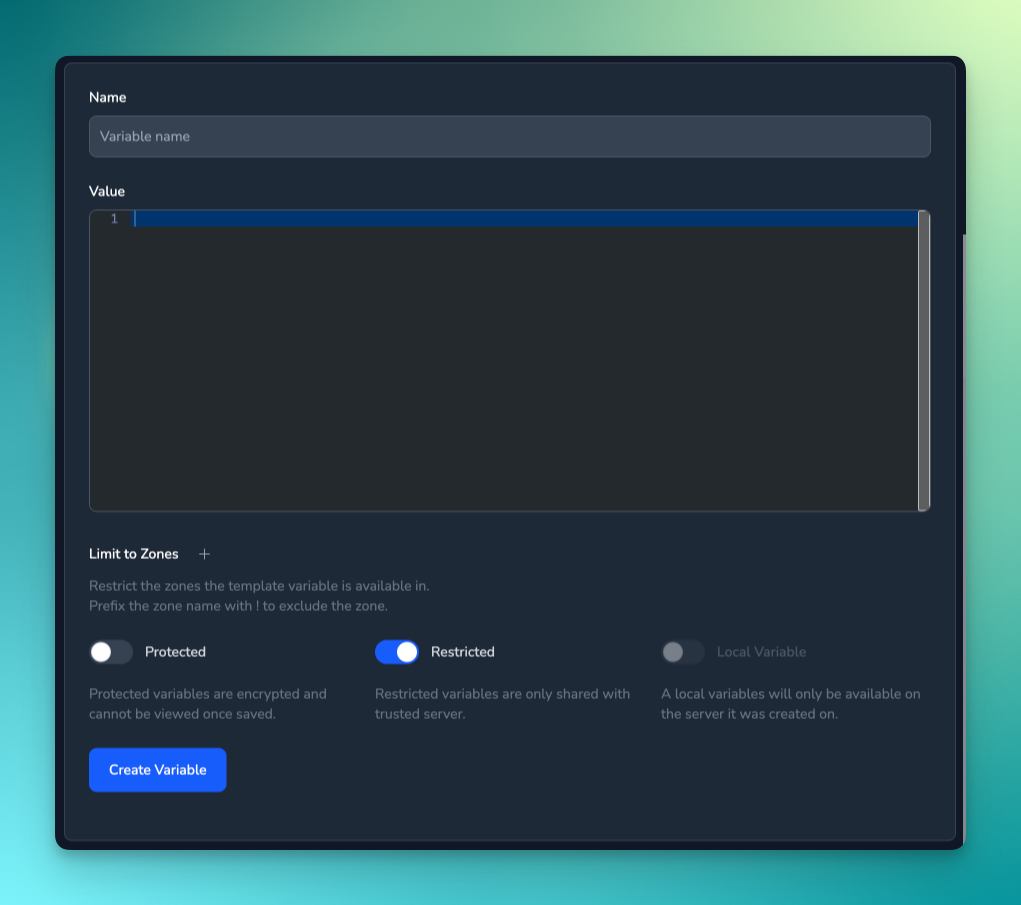 Name
Variable name
Value
1
Limit to Zones +
Restrict the zones the template variable is available in.
Prefix the zone name with ! to exclude the zone.
Protected
Protected variables are encrypted and
cannot be viewed once saved.
Restricted
Restricted variables are only shared with
trusted server.
Local Variable
A local variables will only be available on
the server it was created on.
Create Variable